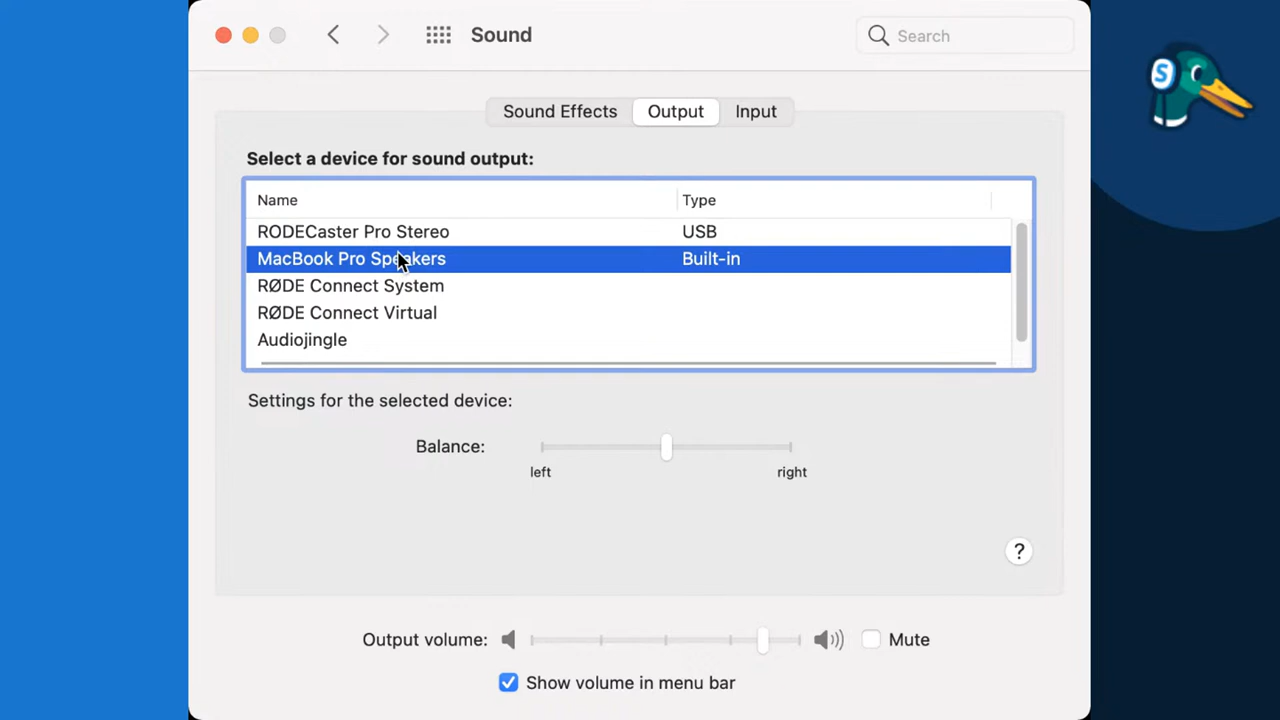 Sound
Search
Sound Effects Output Input
Select a device for sound output:
Name Type
RODECaster Pro Stereo USB
MacBook Pro Speakers Built-in
RØDE Connect System
RØDE Connect Virtual
Audiojingle
Settings for the selected device:
Balance:
left right
?
Output volume: Mute
Show volume in menu bar
S